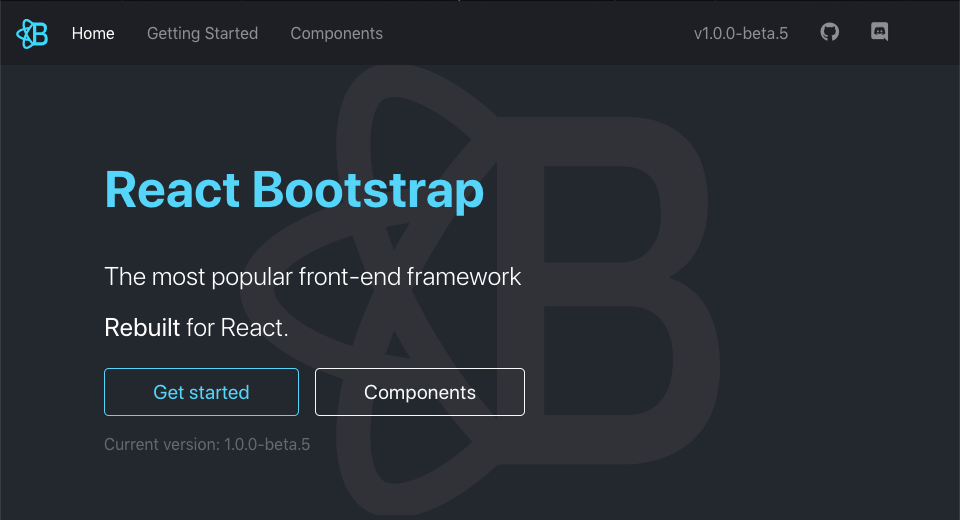 Home Getting Started Components v1.0.0-beta.5
React Bootstrap
The most popular front-end framework
Rebuilt for React.
Get started Components
Current version: 1.0.0-beta.5